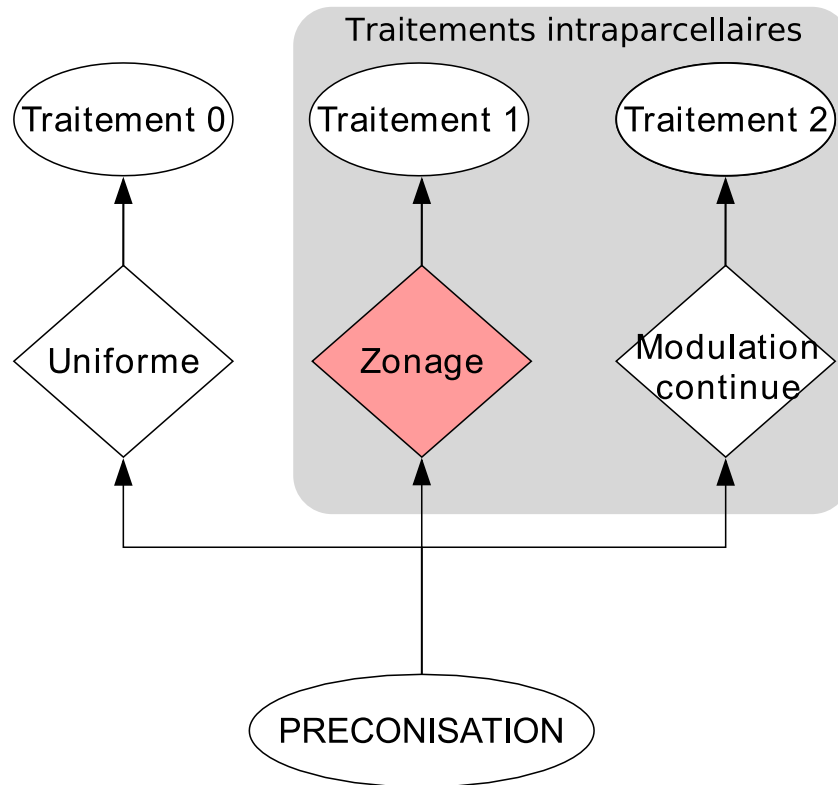 Traitements intraparcellaires
Traitement 0
Traitement 1
Traitement 2
Uniforme
Zonage
Modulation
continue
PRECONISATION